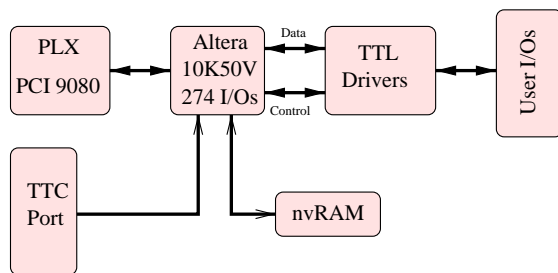 PLX
PCI 9080
Altera
10K50V
274 I/Os
Data
Control
TTL
Drivers
User I/Os
TTC
Port
nvRAM